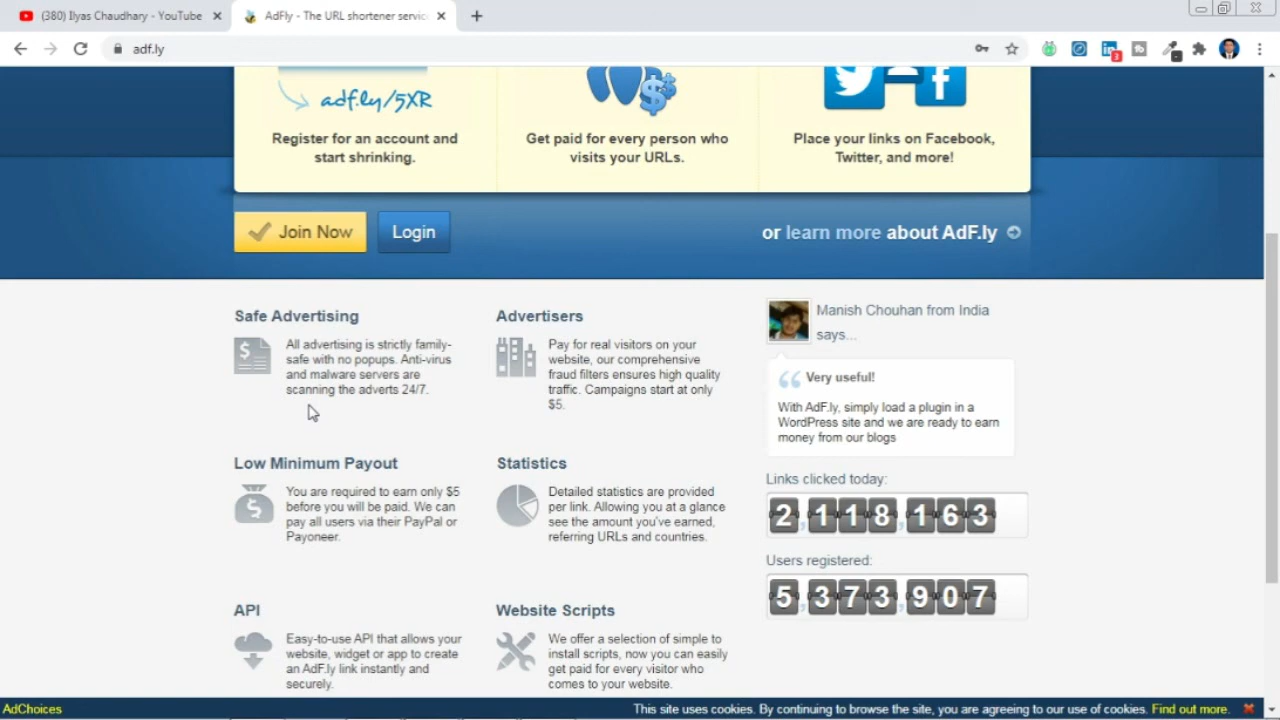 (380) Ilyas Chaudhary - YouTube
AdFly - The URL shortener servic
adf.ly
3
adf.ly/5XR
Register for an account and
start shrinking.
Get paid for every person who
visits your URLs.
Place your links on Facebook,
Twitter, and more!
Join Now
Login
or learn more about AdF.ly
Safe Advertising
All advertising is strictly family-
safe with no popups. Anti-virus
and malware servers are
scanning the adverts 24/7.
Advertisers
Pay for real visitors on your
website, our comprehensive
fraud filters ensures high quality
traffic. Campaigns start at only
$5.
Manish Chouhan from India
says...
Very useful!
With AdF.ly, simply load a plugin in a
WordPress site and we are ready to earn
money from our blogs
Low Minimum Payout
You are required to earn only $5
before you will be paid. We can
pay all users via their PayPal or
Payoneer.
Statistics
Detailed statistics are provided
per link. Allowing you at a glance
see the amount you've earned,
referring URLs and countries.
Links clicked today:
2,118,163
Users registered:
5,373,907
API
Easy-to-use API that allows your
website, widget or app to create
an AdF.ly link instantly and
securely.
Website Scripts
We offer a selection of simple to
install scripts, now you can easily
get paid for every visitor who
comes to your website.
AdChoices
This site uses cookies. By continuing to browse the site, you are agreeing to our use of cookies. Find out more.